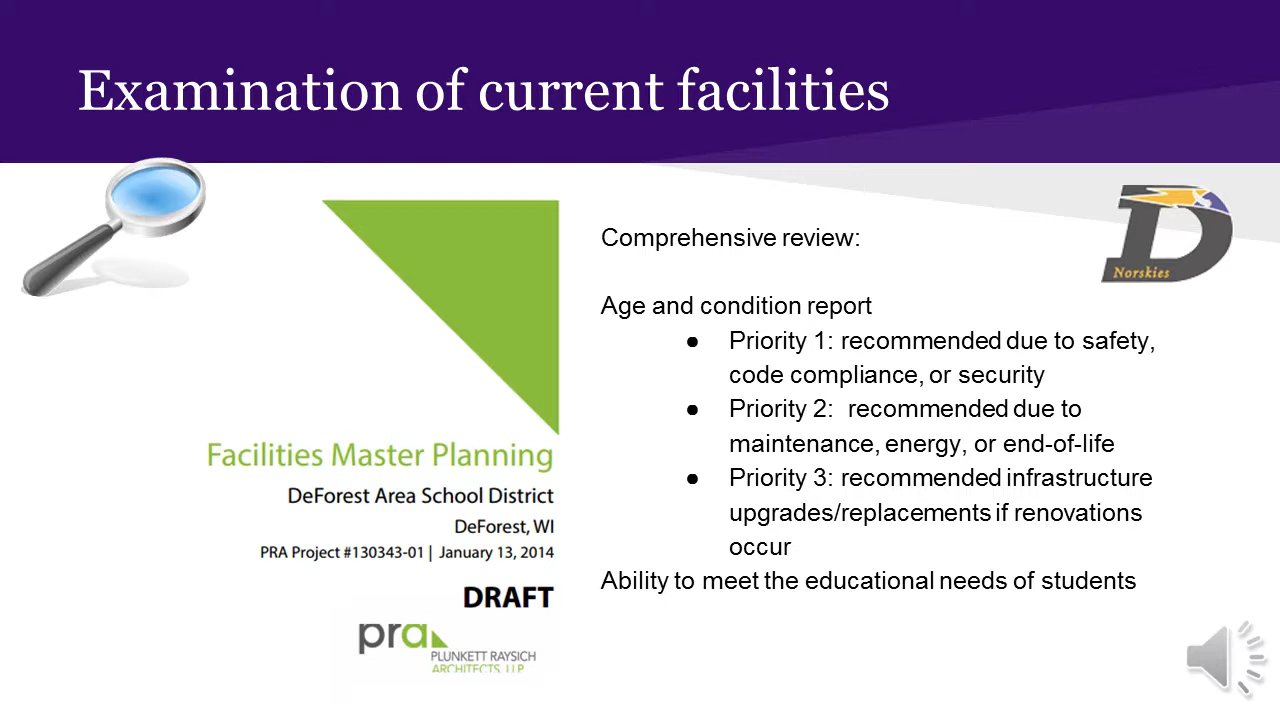 Examination of current facilities
Norskies
Comprehensive review:
Age and condition report
● Priority 1: recommended due to safety,
code compliance, or security
● Priority 2: recommended due to
maintenance, energy, or end-of-life
● Priority 3: recommended infrastructure
upgrades/replacements if renovations
occur
Ability to meet the educational needs of students
Facilities Master Planning
DeForest Area School District
DeForest, WI
PRA Project #130343-01 | January 13, 2014
DRAFT
pra
PLUNKETT RAYSICH
ARCHITECTS, LLP